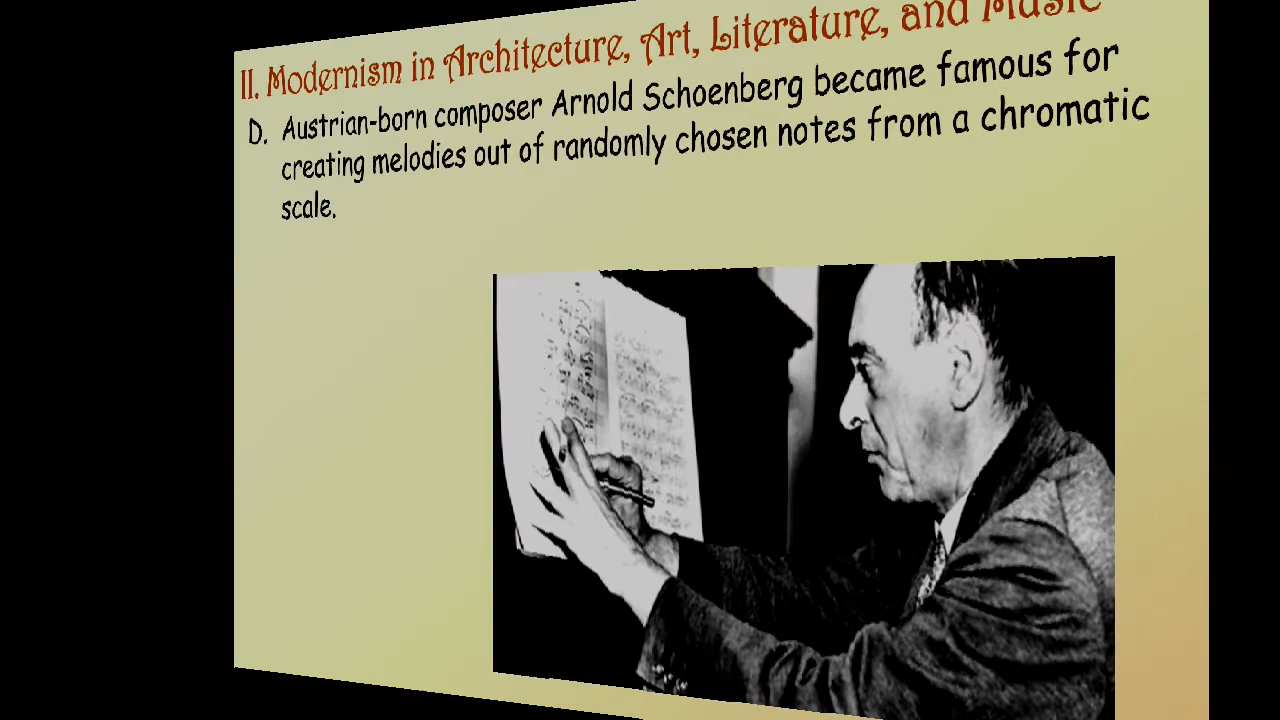 II. Modernism in Architecture, Art, Literature, and Music
D. Austrian-born composer Arnold Schoenberg became famous for
creating melodies out of randomly chosen notes from a chromatic
scale.